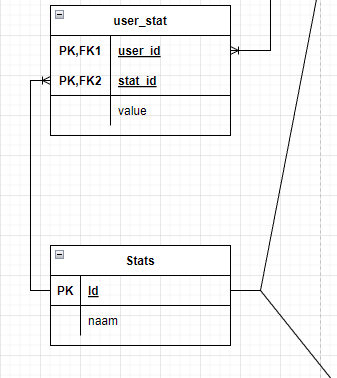 user_stat
PK,FK1 user_id
PK,FK2 stat_id
value
Stats
PK Id
naam